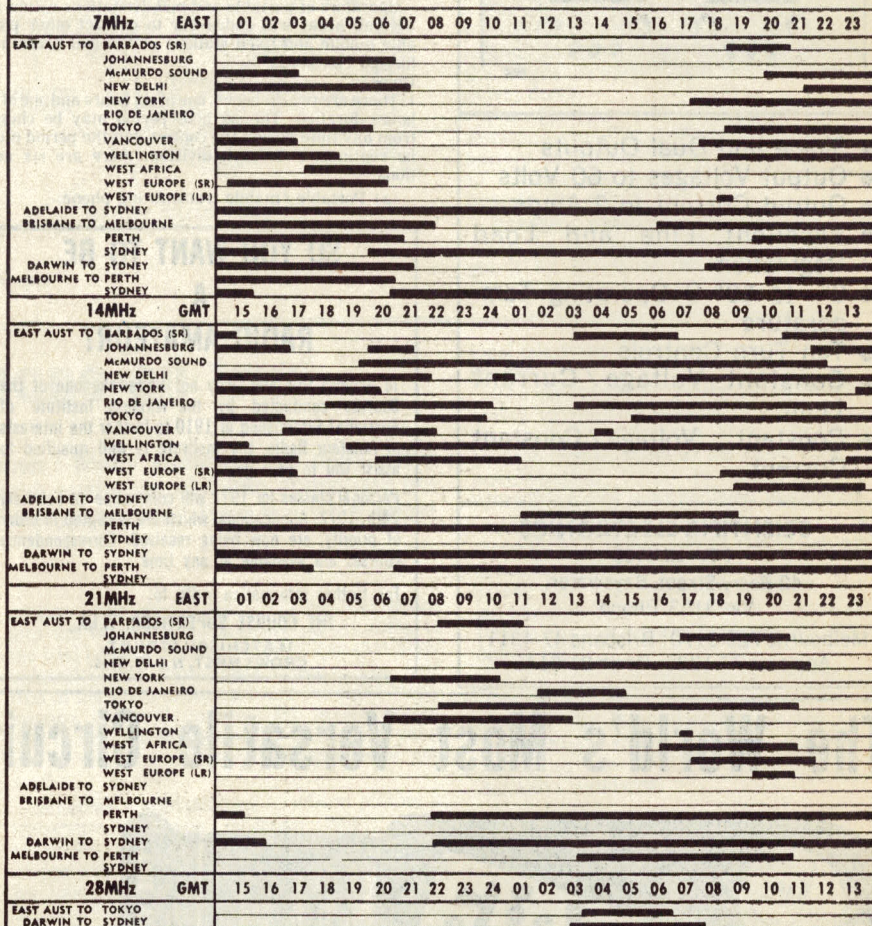 7MHz EAST 01 02 03 04 05 06 07 08 09 10 11 12 13 14 15 16 17 18 19 20 21 22 23
EAST AUST TO BARBADOS (SR)
JOHANNESBURG
McMURDO SOUND
NEW DELHI
NEW YORK
RIO DE JANEIRO
TOKYO
VANCOUVER
WELLINGTON
WEST AFRICA
WEST EUROPE (SR)
WEST EUROPE (LR)
ADELAIDE TO SYDNEY
BRISBANE TO MELBOURNE
PERTH
SYDNEY
DARWIN TO SYDNEY
MELBOURNE TO PERTH
SYDNEY
14MHz GMT 15 16 17 18 19 20 21 22 23 24 01 02 03 04 05 06 07 08 09 10 11 12 13
EAST AUST TO BARBADOS (SR)
JOHANNESBURG
McMURDO SOUND
NEW DELHI
NEW YORK
RIO DE JANEIRO
TOKYO
VANCOUVER
WELLINGTON
WEST AFRICA
WEST EUROPE (SR)
WEST EUROPE (LR)
ADELAIDE TO SYDNEY
BRISBANE TO MELBOURNE
PERTH
SYDNEY
DARWIN TO SYDNEY
MELBOURNE TO PERTH
SYDNEY
21MHz EAST 01 02 03 04 05 06 07 08 09 10 11 12 13 14 15 16 17 18 19 20 21 22 23
EAST AUST TO BARBADOS (SR)
JOHANNESBURG
McMURDO SOUND
NEW DELHI
NEW YORK
RIO DE JANEIRO
TOKYO
VANCOUVER
WELLINGTON
WEST AFRICA
WEST EUROPE (SR)
WEST EUROPE (LR)
ADELAIDE TO SYDNEY
BRISBANE TO MELBOURNE
PERTH
SYDNEY
DARWIN TO SYDNEY
MELBOURNE TO PERTH
SYDNEY
28MHz GMT 15 16 17 18 19 20 21 22 23 24 01 02 03 04 05 06 07 08 09 10 11 12 13
EAST AUST TO TOKYO
DARWIN TO SYDNEY